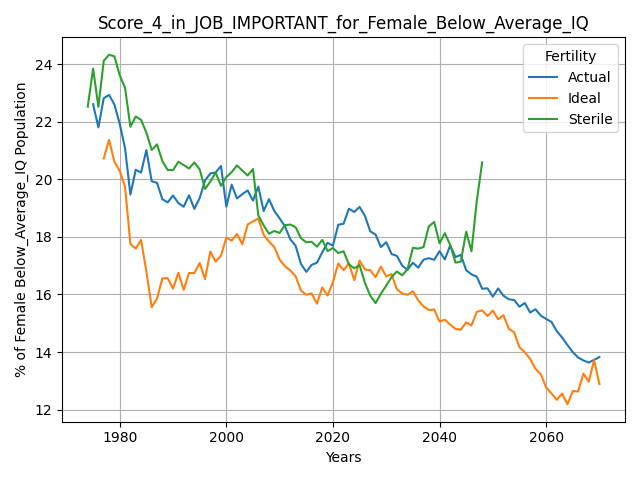 Score_4_in_JOB_IMPORTANT_for_Female_Below_Average_IQ
Fertility
Actual
Ideal
Sterile
% of Female Below_Average_IQ Population
24
22
20
18
16
14
12
1980
2000
2020
2040
2060
Years